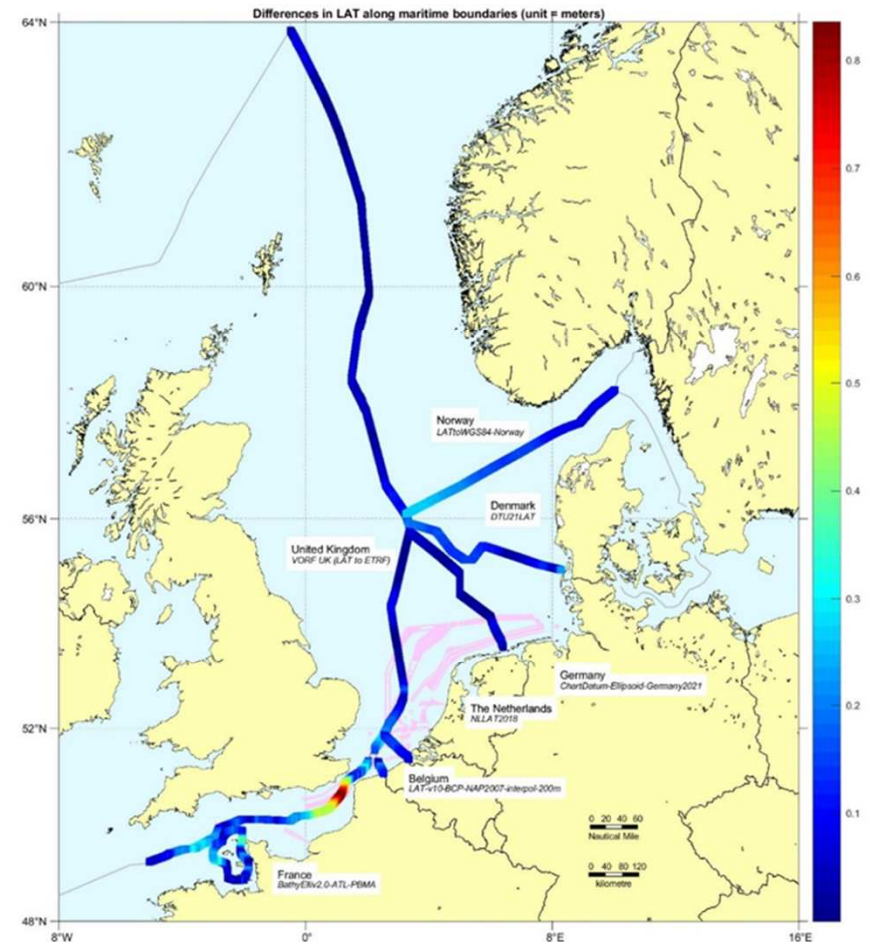 Differences in LAT along maritime boundaries (unit = meters)
64°N
0.8
0.7
0.6
60°N
0.5
Norway
LATtoWGS84-Norway
0.4
Denmark
DTU21LAT
56°N
United Kingdom
VORF UK (LAT to ETRF)
0.3
Germany
ChartDatum-Ellipsoid-Germany2021
The Netherlands
NLLAT2018
0.2
52°N
Belgium
LAT-v10-BCP-NAP2007-interpol-200m
0.1
0 20 40 60
Nautical Mile
0 40 80 120
kilometre
France
BathyElliv2.0-ATL-PBMA
48°N
8°W
0°
8°E
16°E